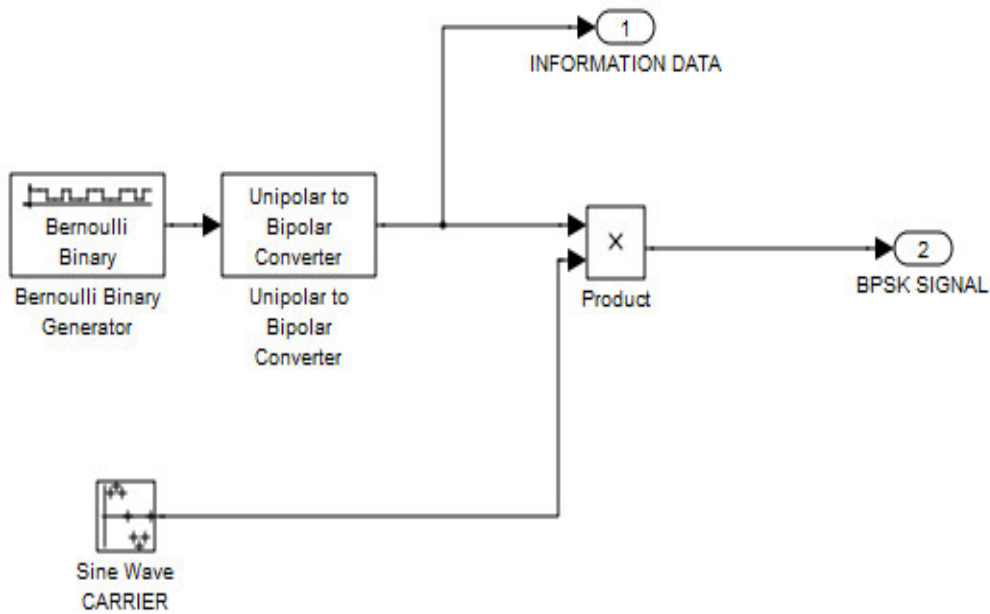 1
INFORMATION DATA
Bernoulli
Binary
Bernoulli Binary
Generator
Unipolar to
Bipolar
Converter
Unipolar to
Bipolar
Converter
X
Product
2
BPSK SIGNAL
Sine Wave
CARRIER